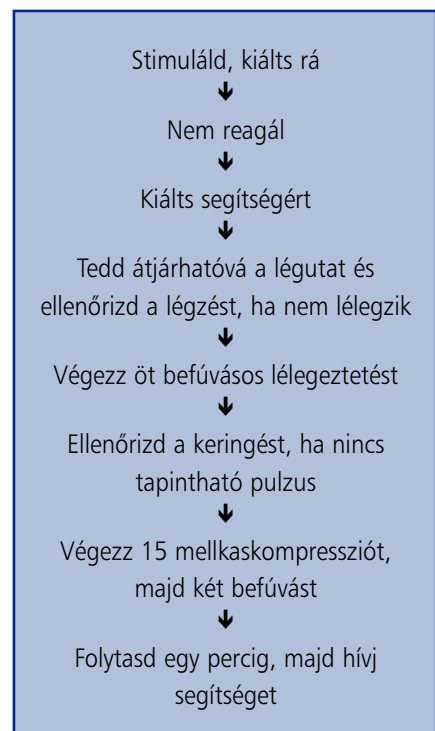 Stimuláld, kiálts rá
Nem reagál
Kiálts segítségért
Tedd átjárhatóvá a légutat és
ellenőrizd a légzést, ha nem lélegzik
Végezz öt befúvásos lélegeztetést
Ellenőrizd a keringést, ha nincs
tapintható pulzus
Végezz 15 mellkaskompressziót,
majd két befúvást
Folytasd egy percig, majd hívj
segítséget